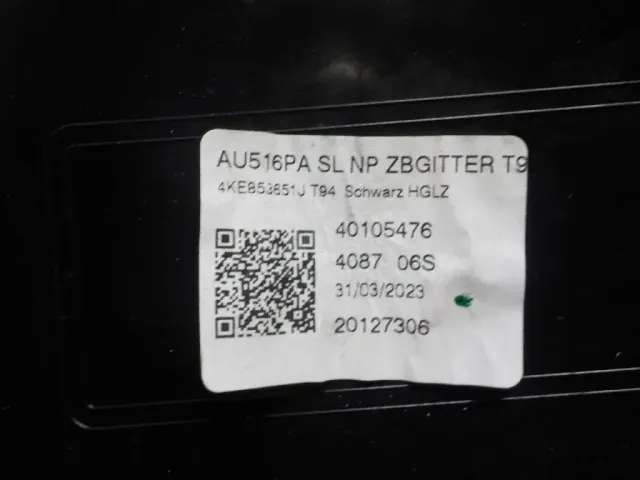 AU516PA SL NP ZBGITTER T9
4KE853651J T94 Schwarz HGLZ
40105476
4087 06S
31/03/2023
20127306